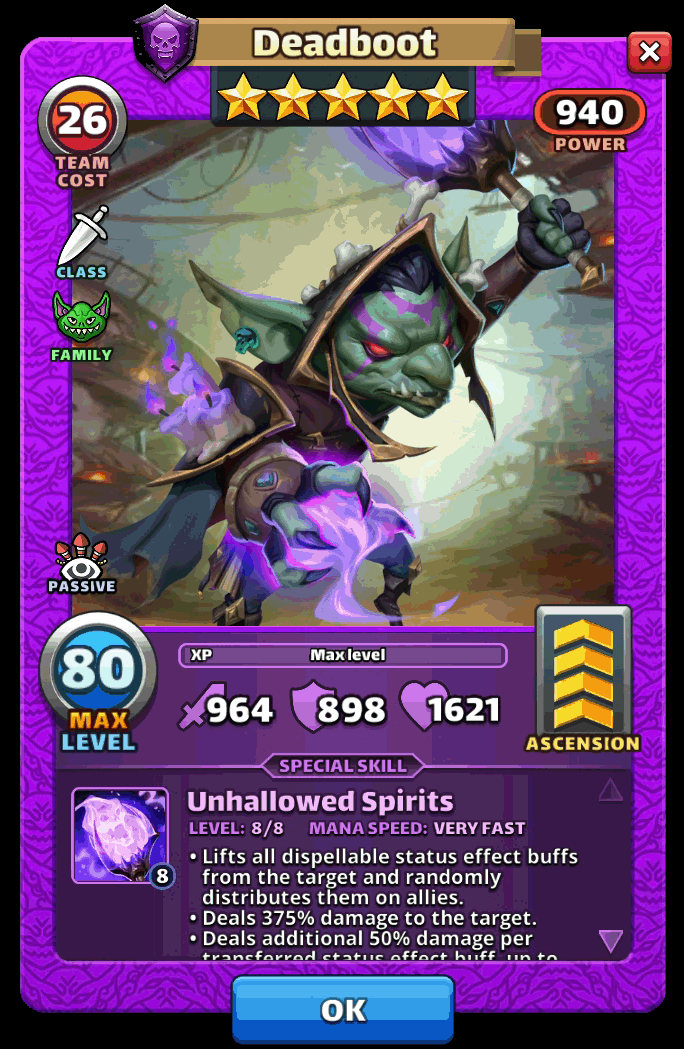 Deadboot
26
TEAM
COST
940
POWER
CLASS
FAMILY
PASSIVE
80
MAX
LEVEL
XP Max level
964 898 1621
ASCENSION
SPECIAL SKILL
Unhallowed Spirits
LEVEL: 8/8 MANA SPEED: VERY FAST
8
• Lifts all dispellable status effect buffs
from the target and randomly
distributes them on allies.
• Deals 375% damage to the target.
• Deals additional 50% damage per
transferred status effect buff, up to
OK